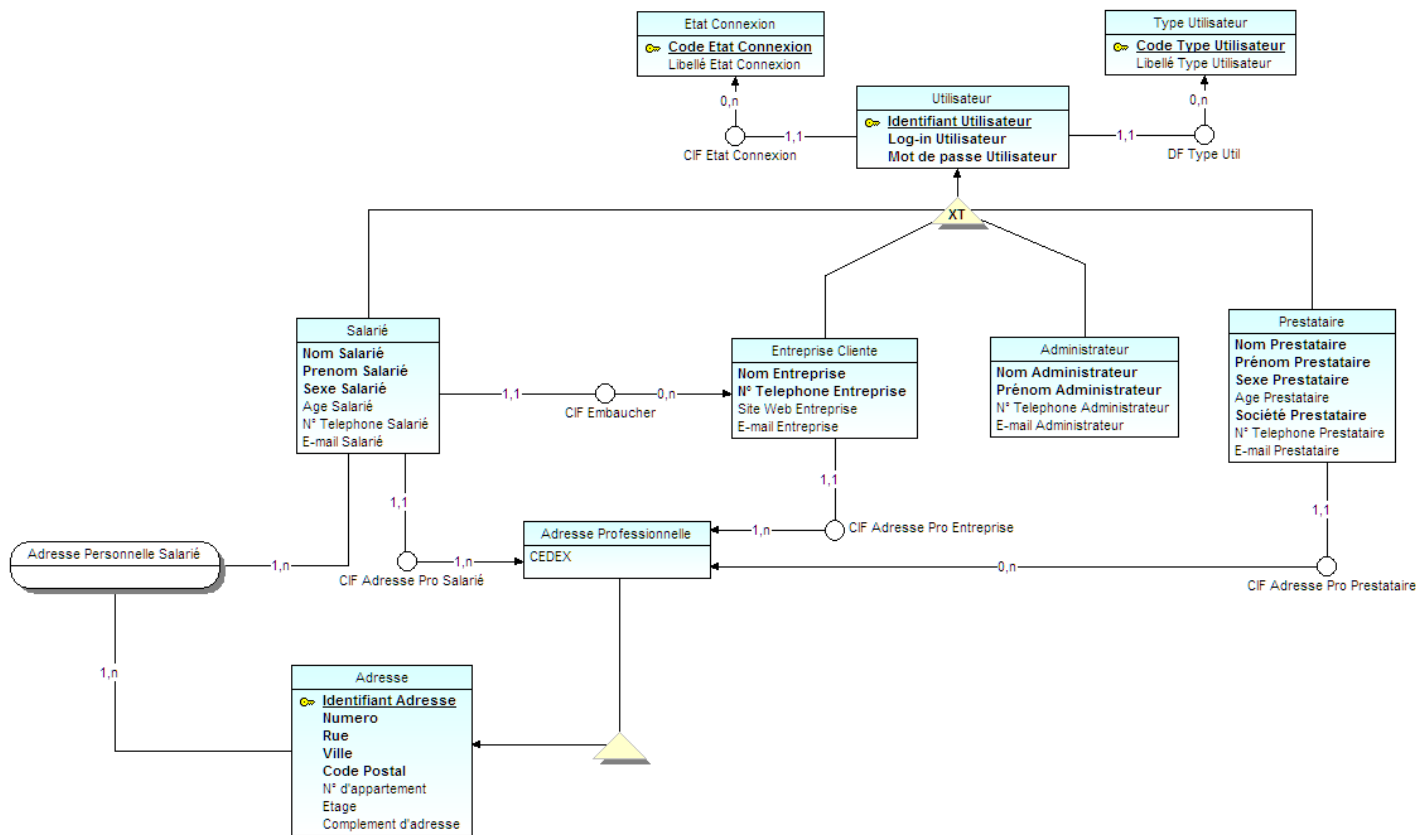 Etat Connexion
Code Etat Connexion
Libellé Etat Connexion
Type Utilisateur
Code Type Utilisateur
Libellé Type Utilisateur
0,n
0,n
Utilisateur
Identifiant Utilisateur
Log-in Utilisateur
Mot de passe Utilisateur
1,1
1,1
CIF Etat Connexion
DF Type Util
XT
Salarié
Nom Salarié
Prenom Salarié
Sexe Salarié
Age Salarié
N° Telephone Salarié
E-mail Salarié
1,1
CIF Embaucher
0,n
Entreprise Cliente
Nom Entreprise
N° Telephone Entreprise
Site Web Entreprise
E-mail Entreprise
Administrateur
Nom Administrateur
Prénom Administrateur
N° Telephone Administrateur
E-mail Administrateur
Prestataire
Nom Prestataire
Prénom Prestataire
Sexe Prestataire
Age Prestataire
Société Prestataire
N° Telephone Prestataire
E-mail Prestataire
1,1
1,1
1,1
Adresse Personnelle Salarié
1,n
CIF Adresse Pro Salarié
1,n
Adresse Professionnelle
CEDEX
1,n
CIF Adresse Pro Entreprise
0,n
CIF Adresse Pro Prestataire
1,n
Adresse
Identifiant Adresse
Numero
Rue
Ville
Code Postal
N° d'appartement
Etage
Complement d'adresse